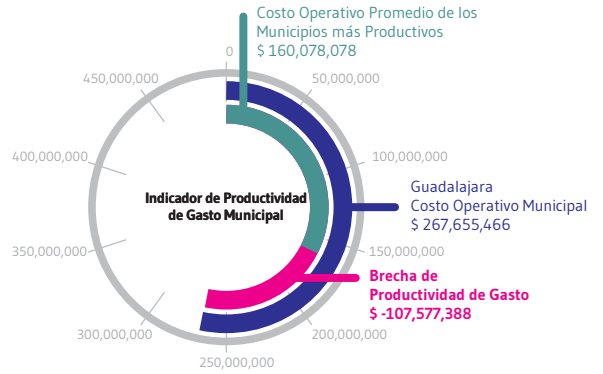 Costo Operativo Promedio de los
Municipios más Productivos
$ 160,078,078
0
450,000,000
50,000,000
400,000,000
100,000,000
Indicador de Productividad
de Gasto Municipal
Guadalajara
Costo Operativo Municipal
$ 267,655,466
350,000,000
150,000,000
Brecha de
Productividad de Gasto
$ -107,577,388
300,000,000
200,000,000
250,000,000